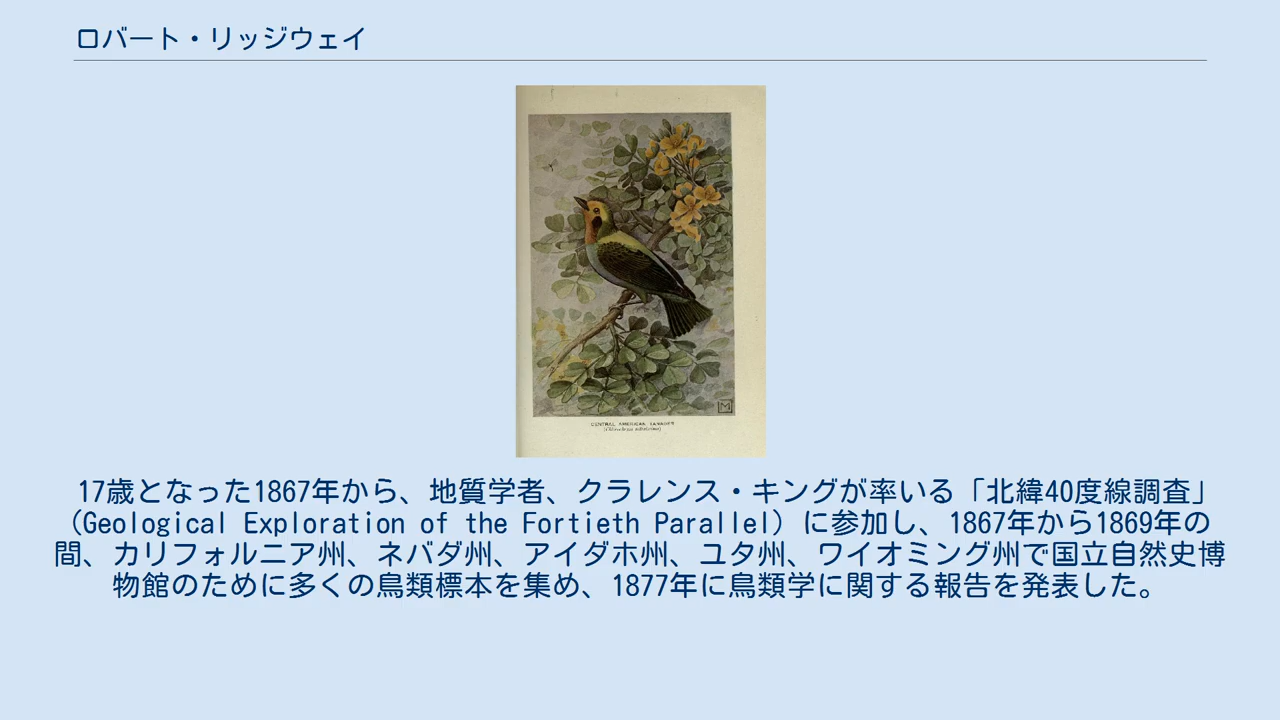 ロバート・リッジウェイ
M
CENTRAL AMERICAN TANAGER
17歳となった1867年から、地質学者、クラレンス・キングが率いる「北緯40度線調査」
（Geological Exploration of the Fortieth Parallel）に参加し、1867年から1869年の
間、カリフォルニア州、ネバダ州、アイダホ州、ユタ州、ワイオミング州で国立自然史博
物館のために多くの鳥類標本を集め、1877年に鳥類学に関する報告を発表した。